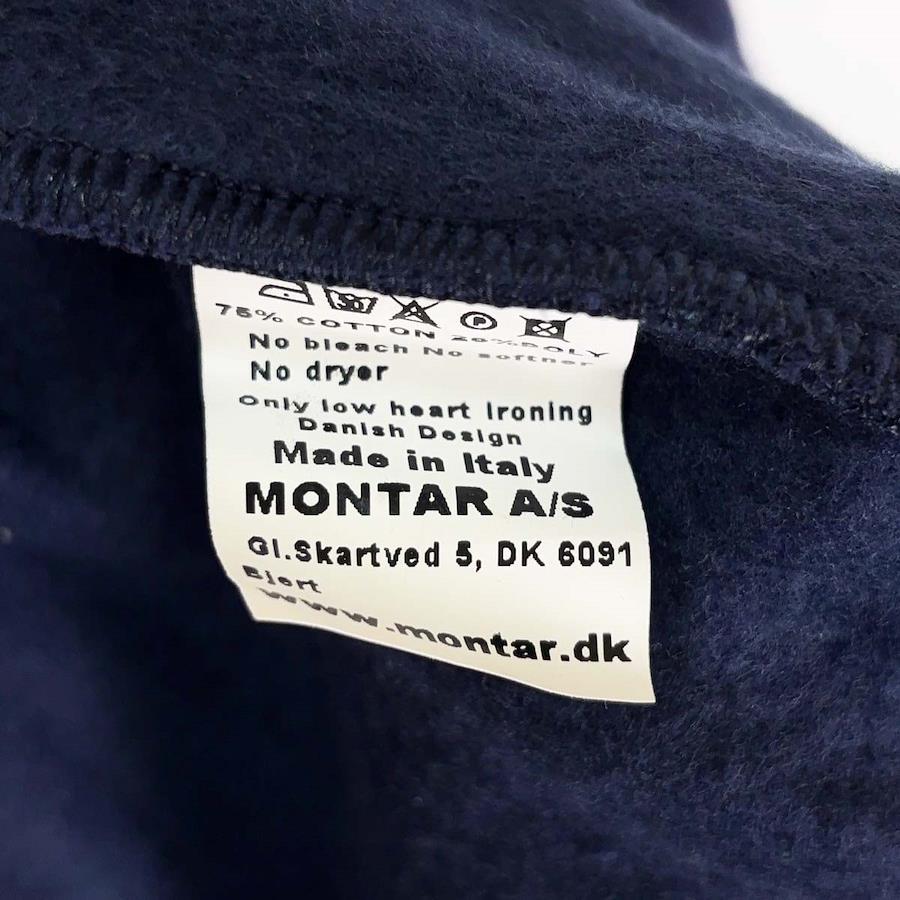 30 P
75% COTTON POLY
No bleach No softner
No dryer
Only low heart Ironing
Danish Design
Made in Italy
MONTAR A/S
Gl.Skartved 5, DK 6091
Bjert
www.montar.dk